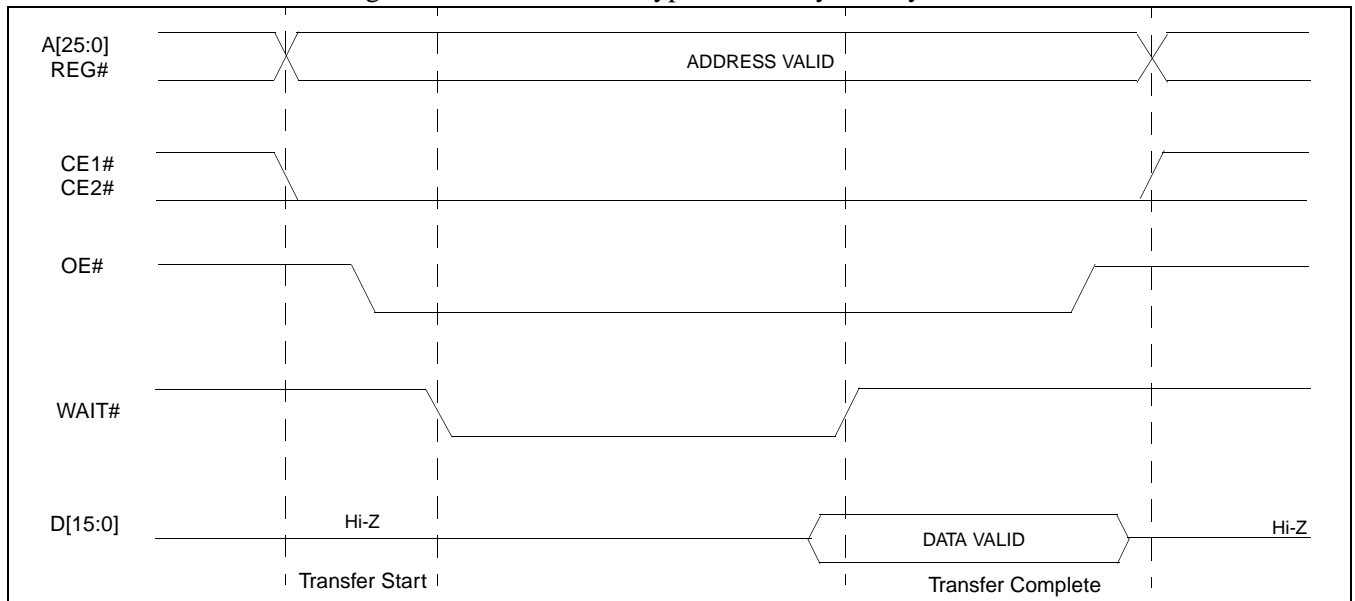 A[25:0]
REG#
ADDRESS VALID
CE1#
CE2#
OE#
WAIT#
D[15:0]
Hi-Z
DATA VALID
Hi-Z
Transfer Start
Transfer Complete